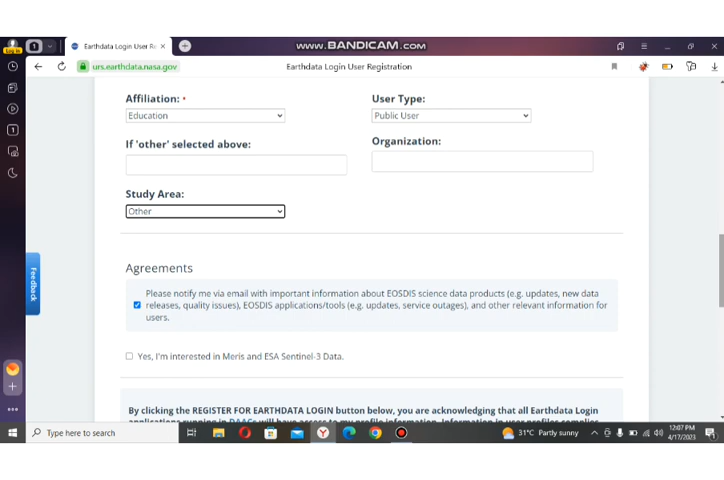 www.BANDICAM.com
Log in
1
Earthdata Login User Re
urs.earthdata.nasa.gov
Earthdata Login User Registration
Affiliation: •
User Type:
Education
Public User
If 'other' selected above:
Organization:
Study Area:
Other
Feedback
Agreements
Please notify me via email with important information about EOSDIS science data products (e.g. updates, new data
releases, quality issues), EOSDIS applications/tools (e.g. updates, service outages), and other relevant information for
users.
Yes, I'm interested in Meris and ESA Sentinel-3 Data.
By clicking the REGISTER FOR EARTHDATA LOGIN button below, you are acknowledging that all Earthdata Login
Type here to search
31°C Partly sunny
12:07 PM
4/17/2023